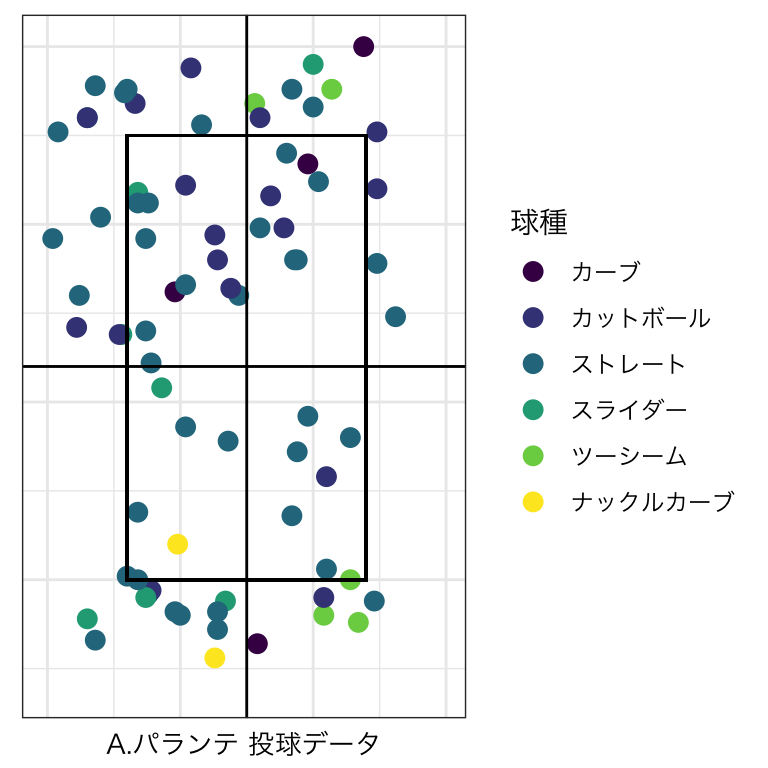 球種
カーブ
カットボール
ストレート
スライダー
ツーシーム
ナックルカーブ
A.パランテ 投球データ